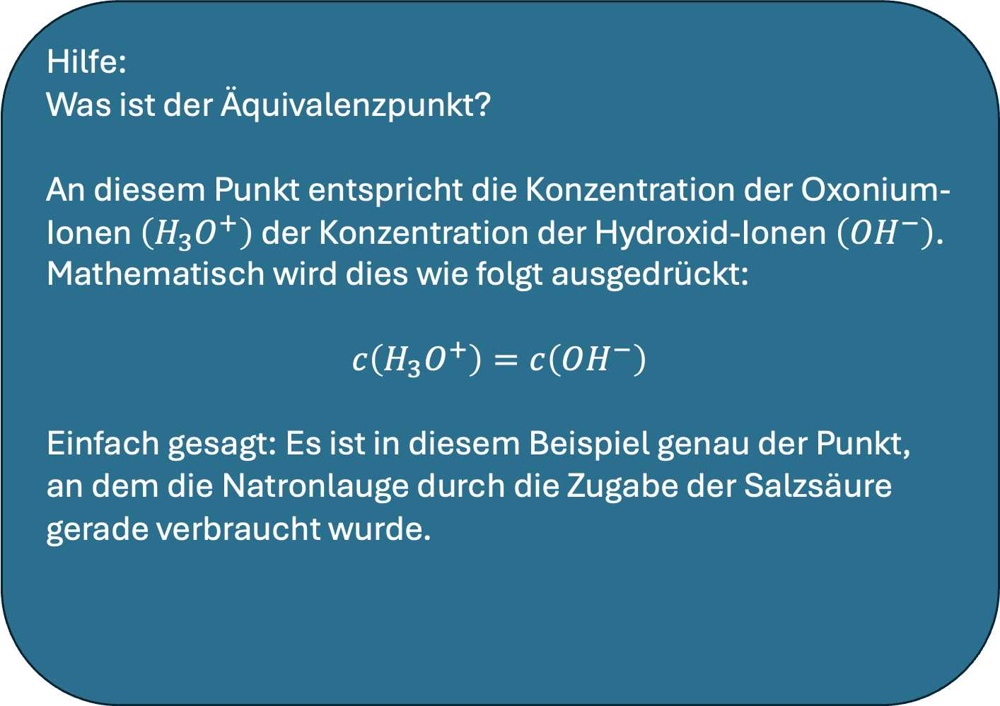 Hilfe:
Was ist der Äquivalenzpunkt?
An diesem Punkt entspricht die Konzentration der Oxonium-
Ionen (H₃O⁺) der Konzentration der Hydroxid-Ionen (OH⁻).
Mathematisch wird dies wie folgt ausgedrückt:
c(H₃O⁺) = c(OH⁻)
Einfach gesagt: Es ist in diesem Beispiel genau der Punkt,
an dem die Natronlauge durch die Zugabe der Salzsäure
gerade verbraucht wurde.